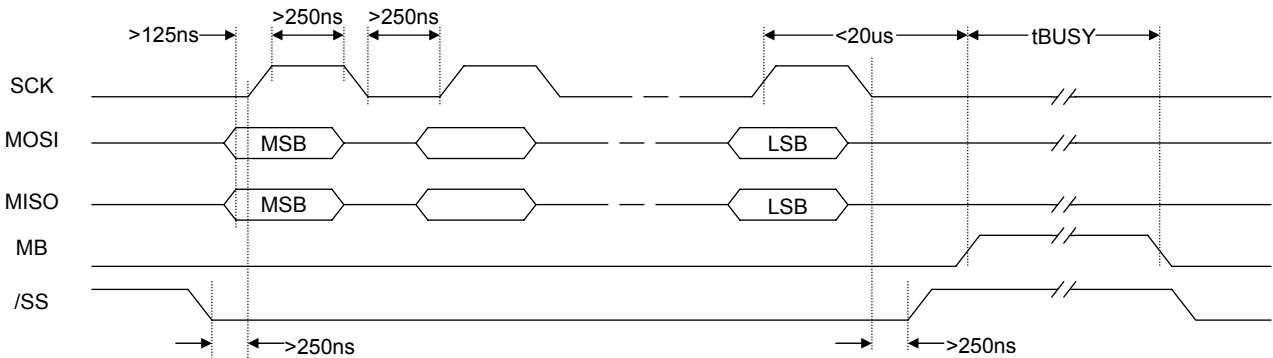 >250ns >250ns
>125ns <20us tBUSY
SCK
MOSI MSB LSB
MISO MSB LSB
MB
/SS
>250ns >250ns